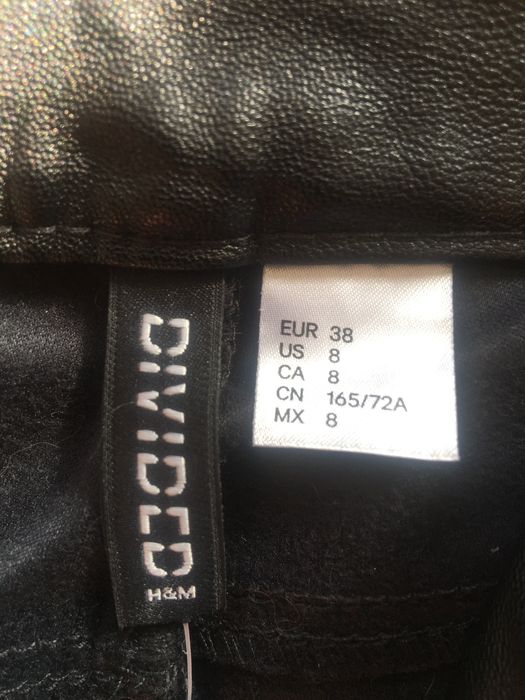 DIVIDED
H&M
EUR 38
US 8
CA 8
CN 165/72A
MX 8